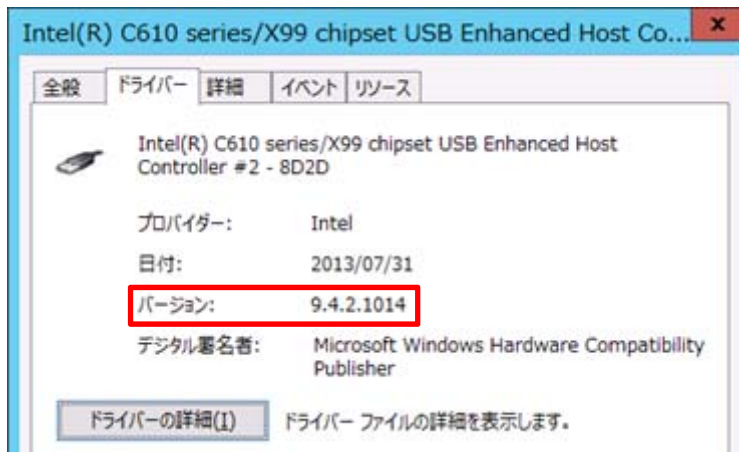 Intel(R) C610 series/X99 chipset USB Enhanced Host Co... x
全般 ドライバー 詳細 イベント リソース
Intel(R) C610 series/X99 chipset USB Enhanced Host
Controller #2 - 8D2D
プロバイダー: Intel
日付: 2013/07/31
バージョン: 9.4.2.1014
デジタル署名者: Microsoft Windows Hardware Compatibility
Publisher
ドライバーの詳細(I) ドライバー ファイルの詳細を表示します。